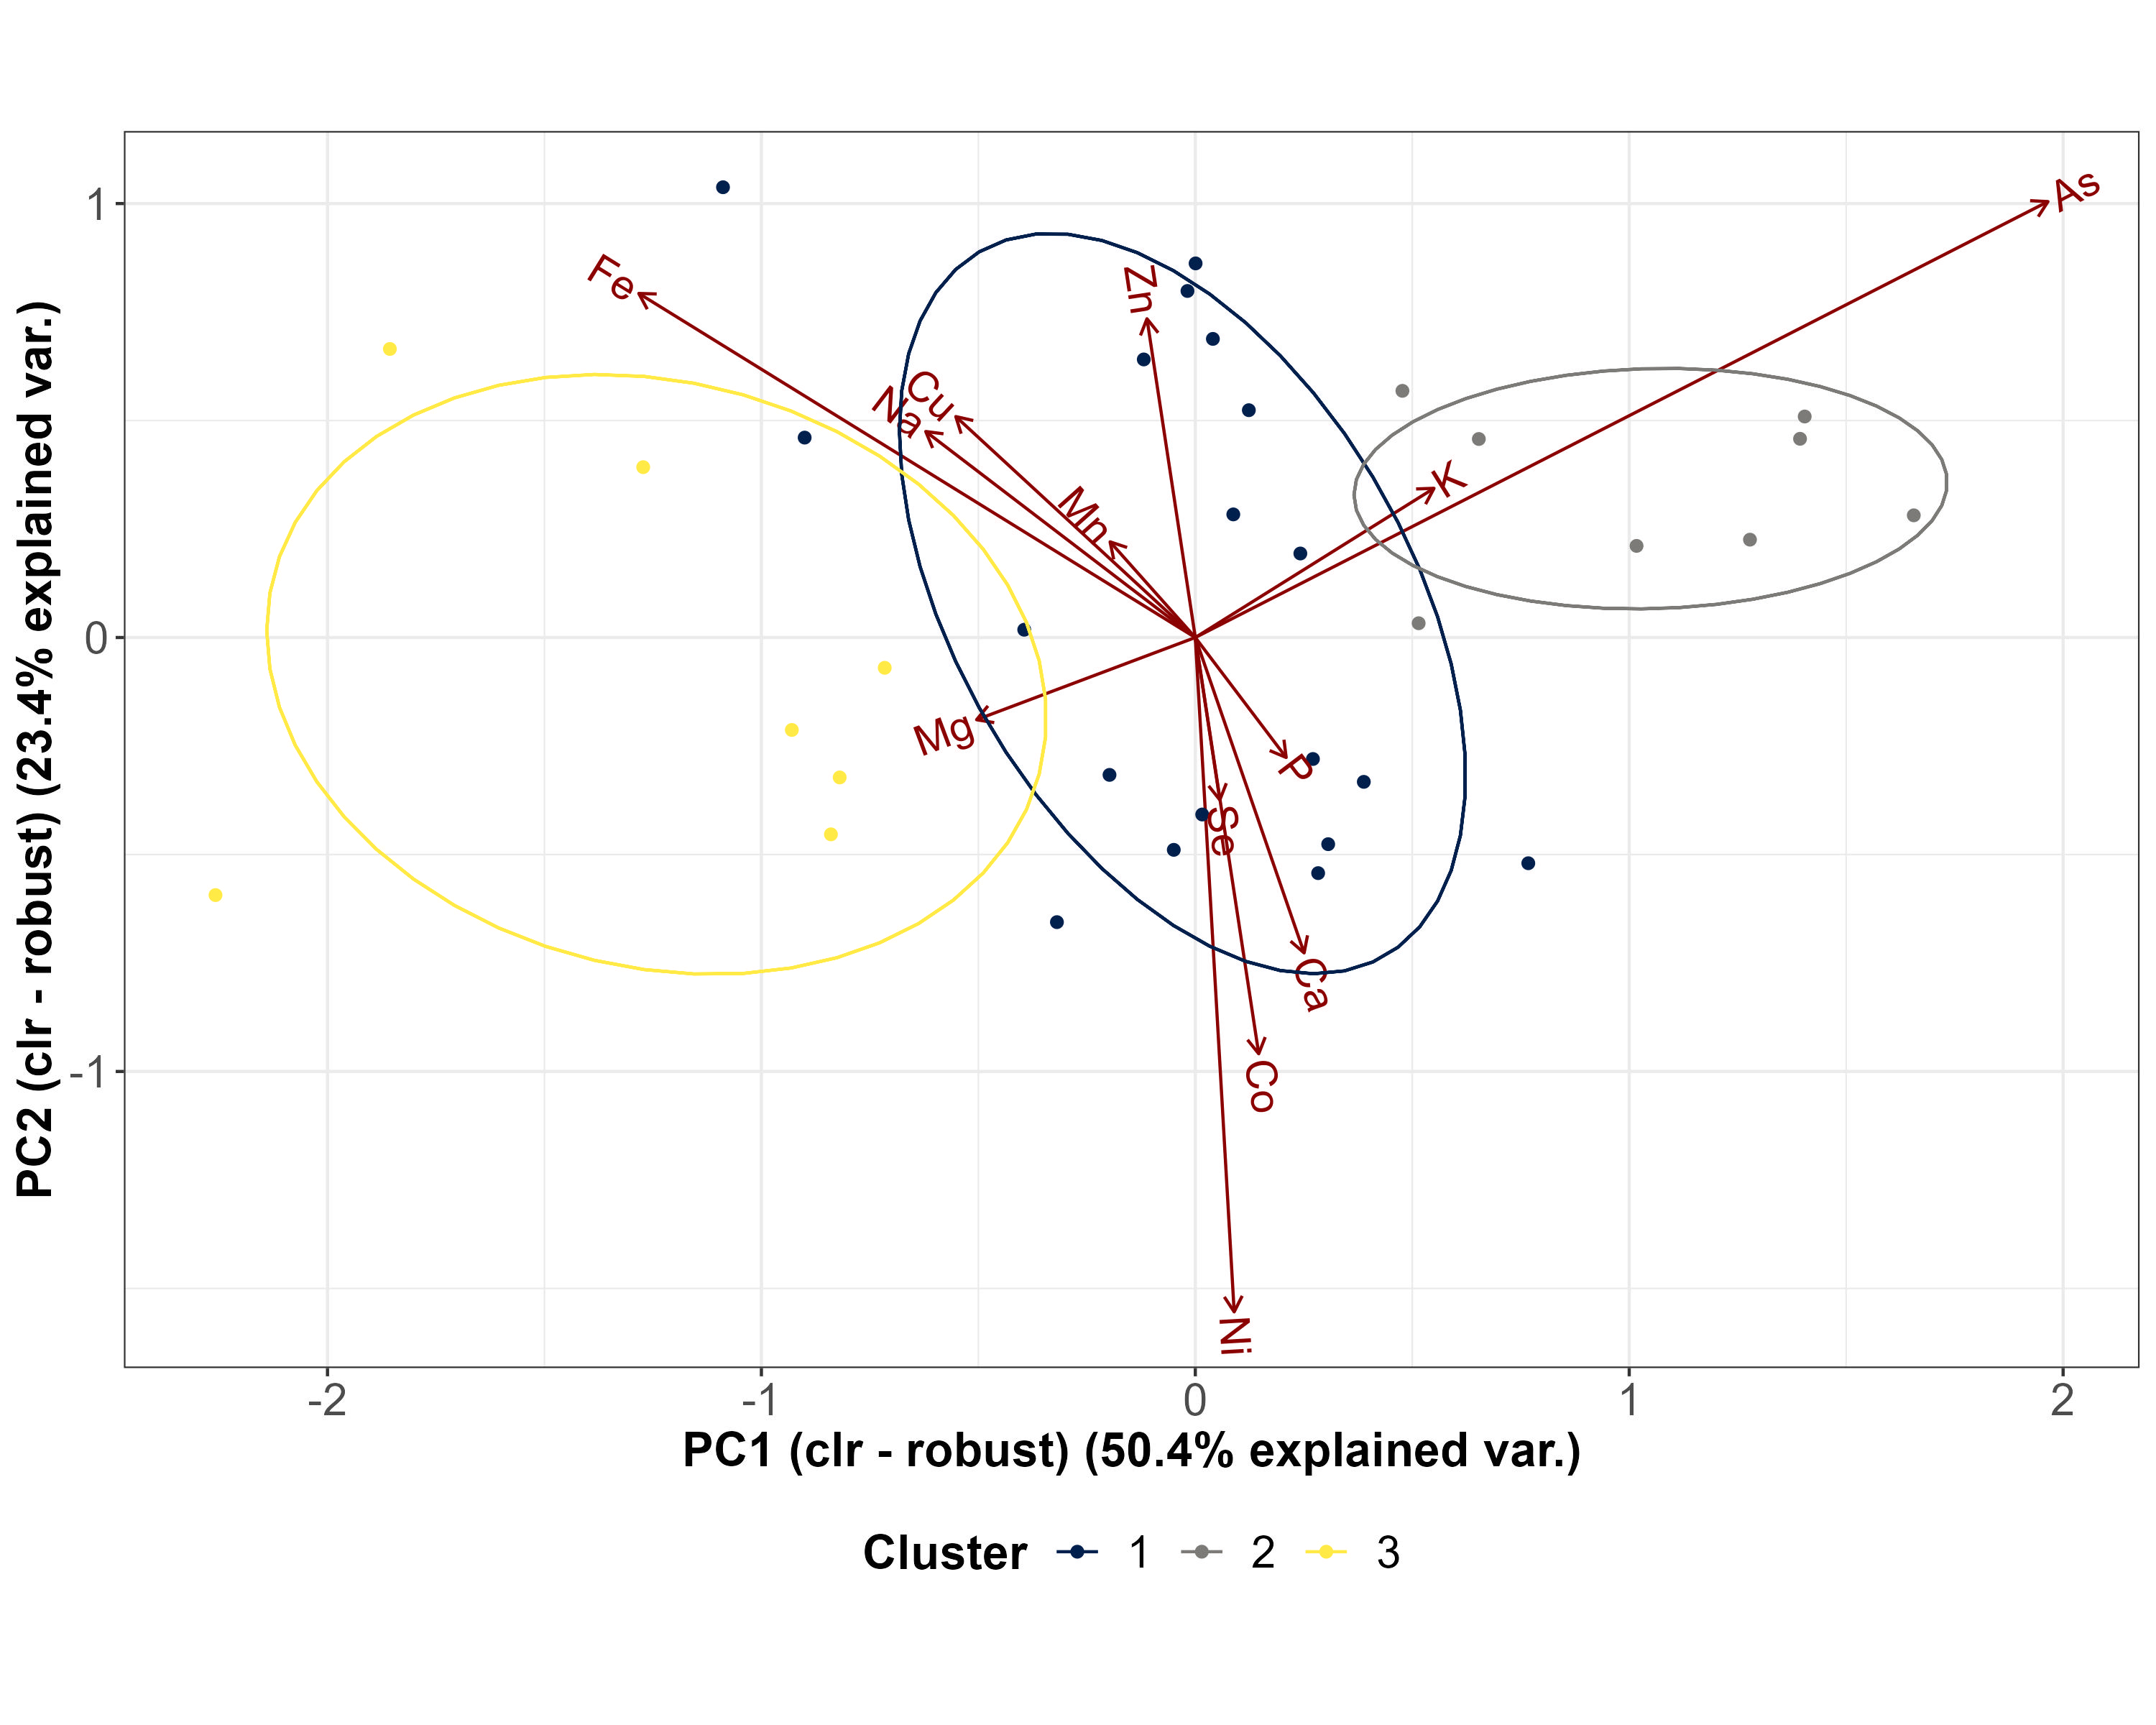 PC2 (clr - robust) (23.4% explained var.)
1
0
-1
As
Fe
Zn
Cu
Na
K
Mn
Mg
P
Se
Ca
Co
Ni
-2
-1
0
1
2
PC1 (clr - robust) (50.4% explained var.)
Cluster 1 2 3